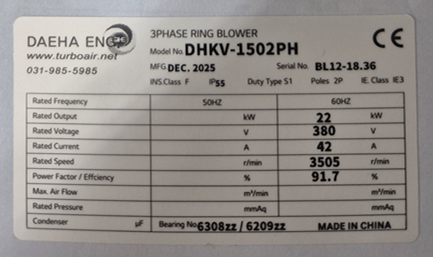 DAEHA ENG
www.turboair.net
031-985-5985
3PHASE RING BLOWER
Model No. DHKV-1502PH
CE
MFG. DEC. 2025 Serial No. BL12-18.36
INS.Class F IP55 Duty Type S1 Poles 2P IE. Class IE3
Rated Frequency 50HZ 60HZ
Rated Output kW 22 kW
Rated Voltage V 380 V
Rated Current A 42 A
Rated Speed r/min 3505 r/min
Power Factor / Effciency % 91.7 %
Max. Air Flow m³/min m³/min
Rated Pressure mmAq mmAq
Condenser μF Bearing No 6308zz / 6209zz MADE IN CHINA